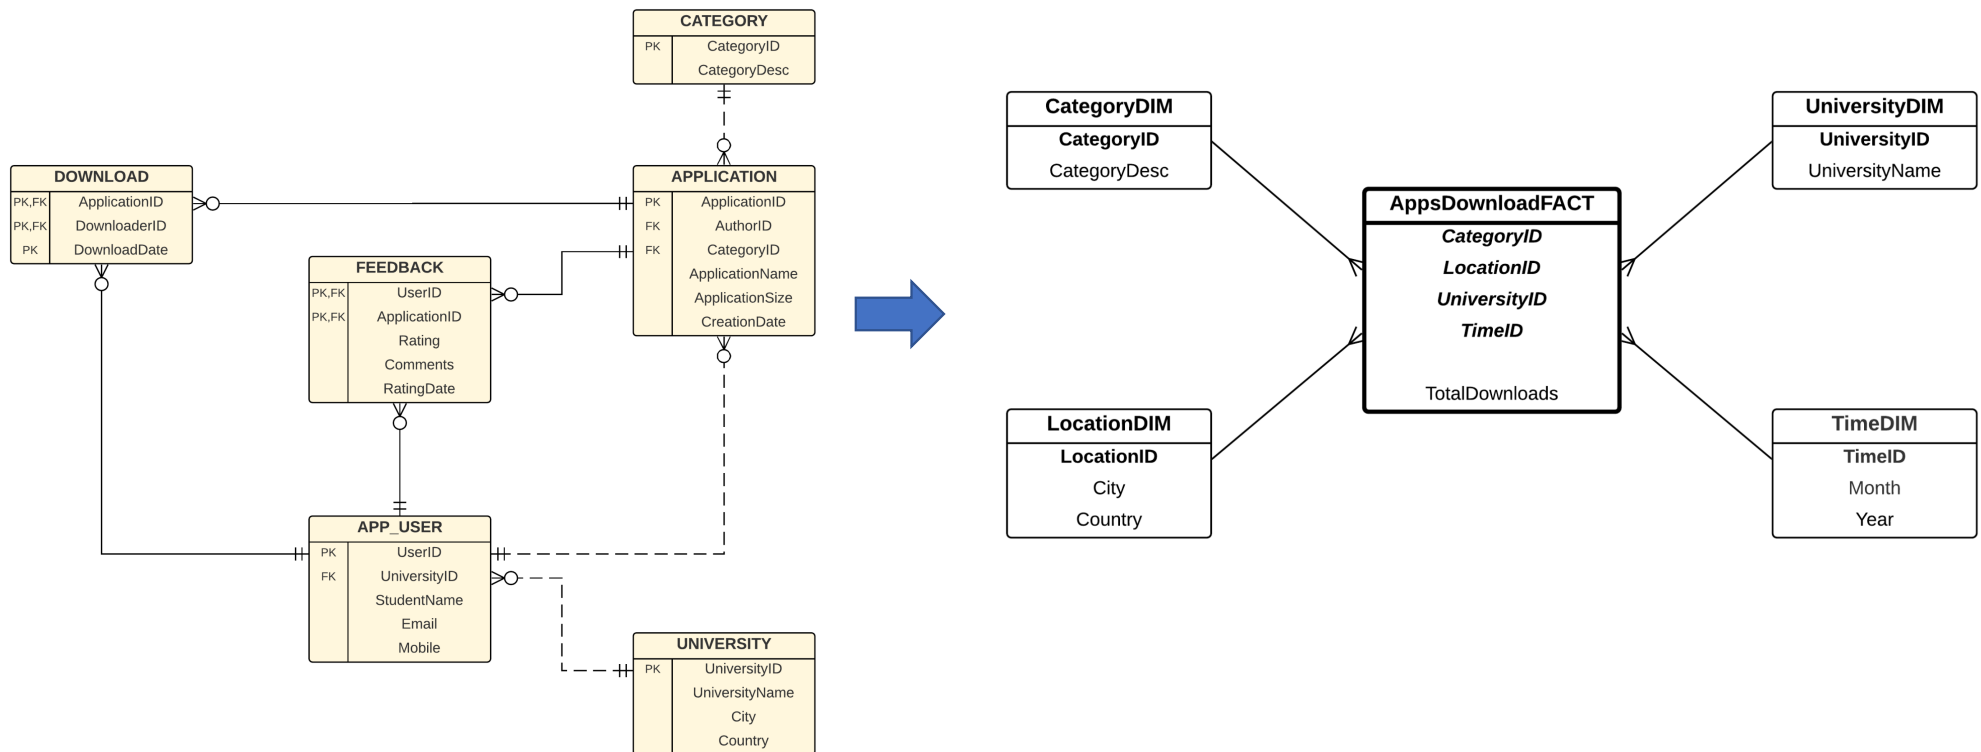 CATEGORY
PK CategoryID
CategoryDesc
DOWNLOAD
PK,FK ApplicationID
PK,FK DownloaderID
PK DownloadDate
APPLICATION
PK ApplicationID
FK AuthorID
FK CategoryID
ApplicationName
ApplicationSize
CreationDate
FEEDBACK
PK,FK UserID
PK,FK ApplicationID
Rating
Comments
RatingDate
APP_USER
PK UserID
FK UniversityID
StudentName
Email
Mobile
UNIVERSITY
PK UniversityID
UniversityName
City
Country
CategoryDIM
CategoryID
CategoryDesc
UniversityDIM
UniversityID
UniversityName
AppsDownloadFACT
CategoryID
LocationID
UniversityID
TimeID
TotalDownloads
LocationDIM
LocationID
City
Country
TimeDIM
TimeID
Month
Year